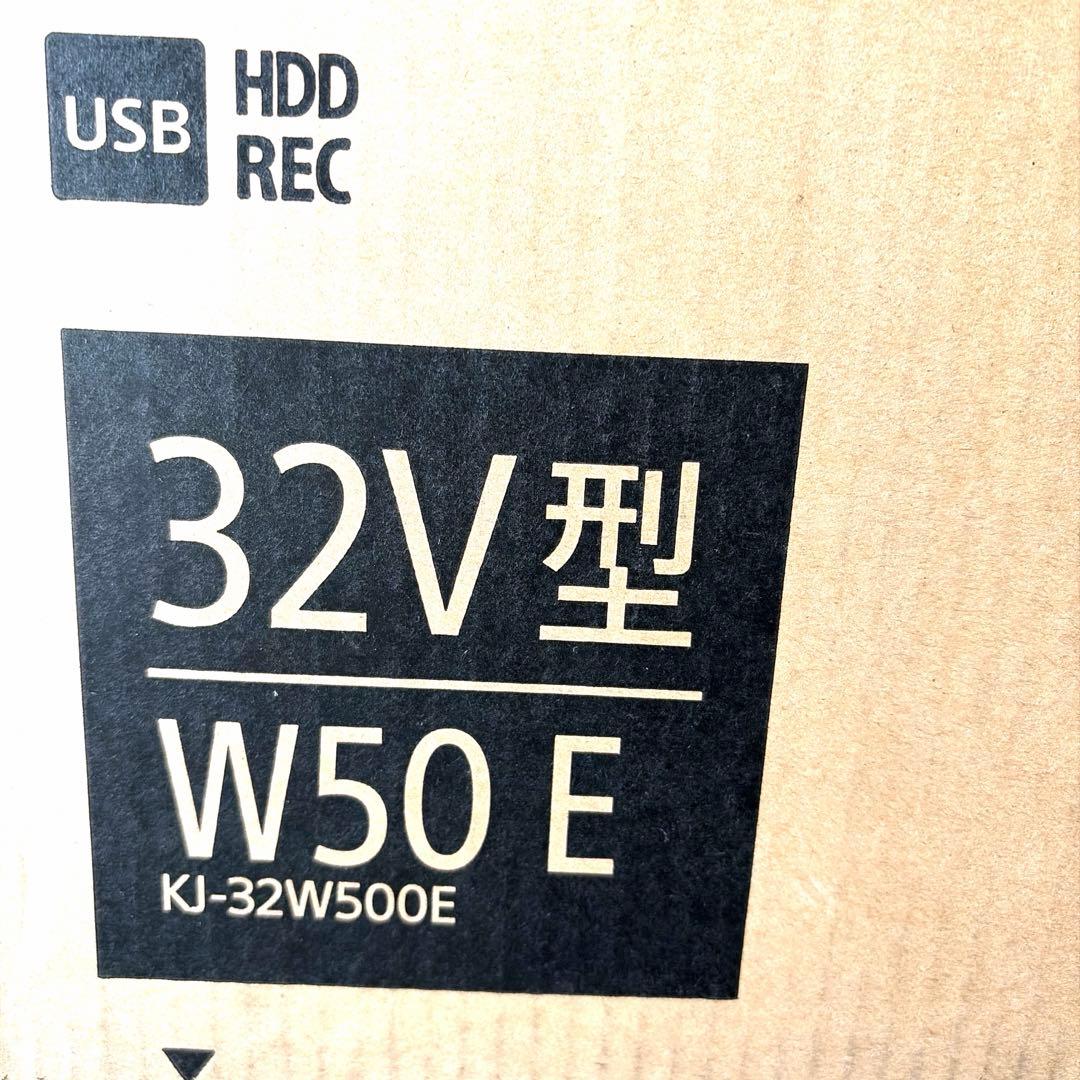 USB
HDD
REC
32V型
W50 E
KJ-32W500E